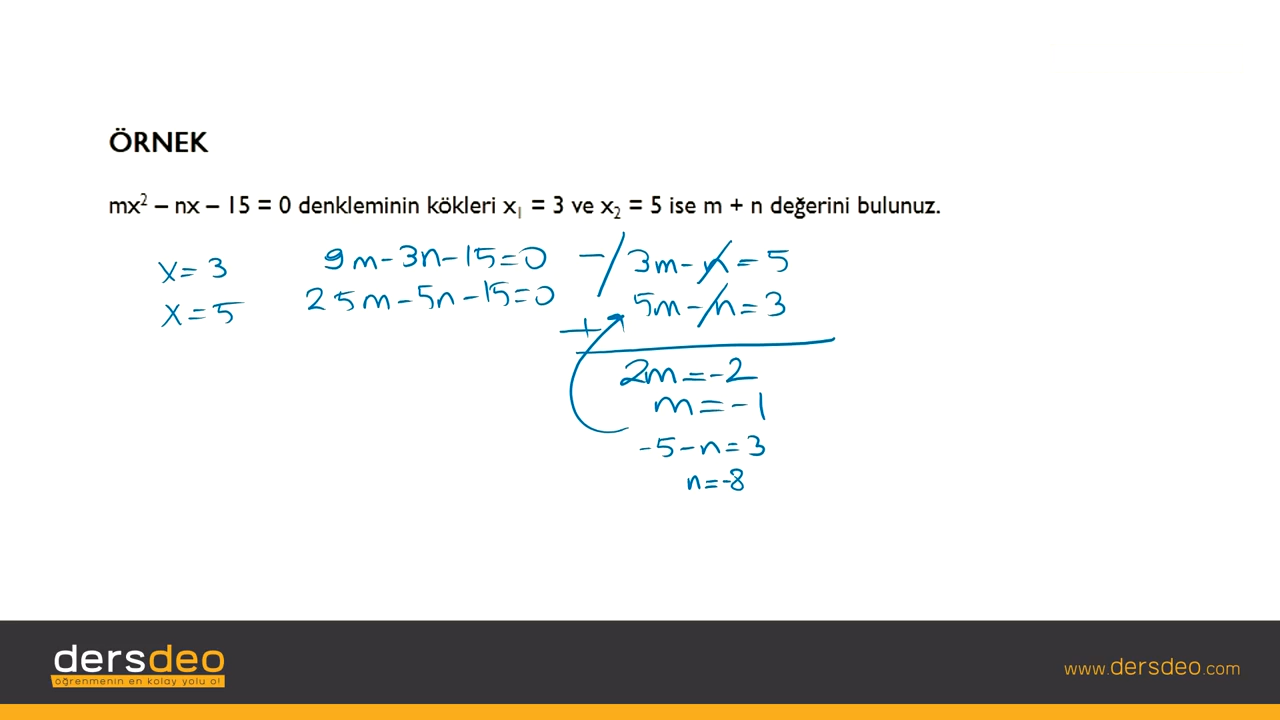 ÖRNEK
mx² – nx – 15 = 0 denkleminin kökleri x₁ = 3 ve x₂ = 5 ise m + n değerini bulunuz.
x = 3
x = 5
9m - 3n - 15 = 0
25m - 5n - 15 = 0
-/ 3m - n = 5
5m - n = 3
+
2m = -2
m = -1
-5 - n = 3
n = -8
dersdeo
öğrenmenin en kolay yolu o!
www.dersdeo.com